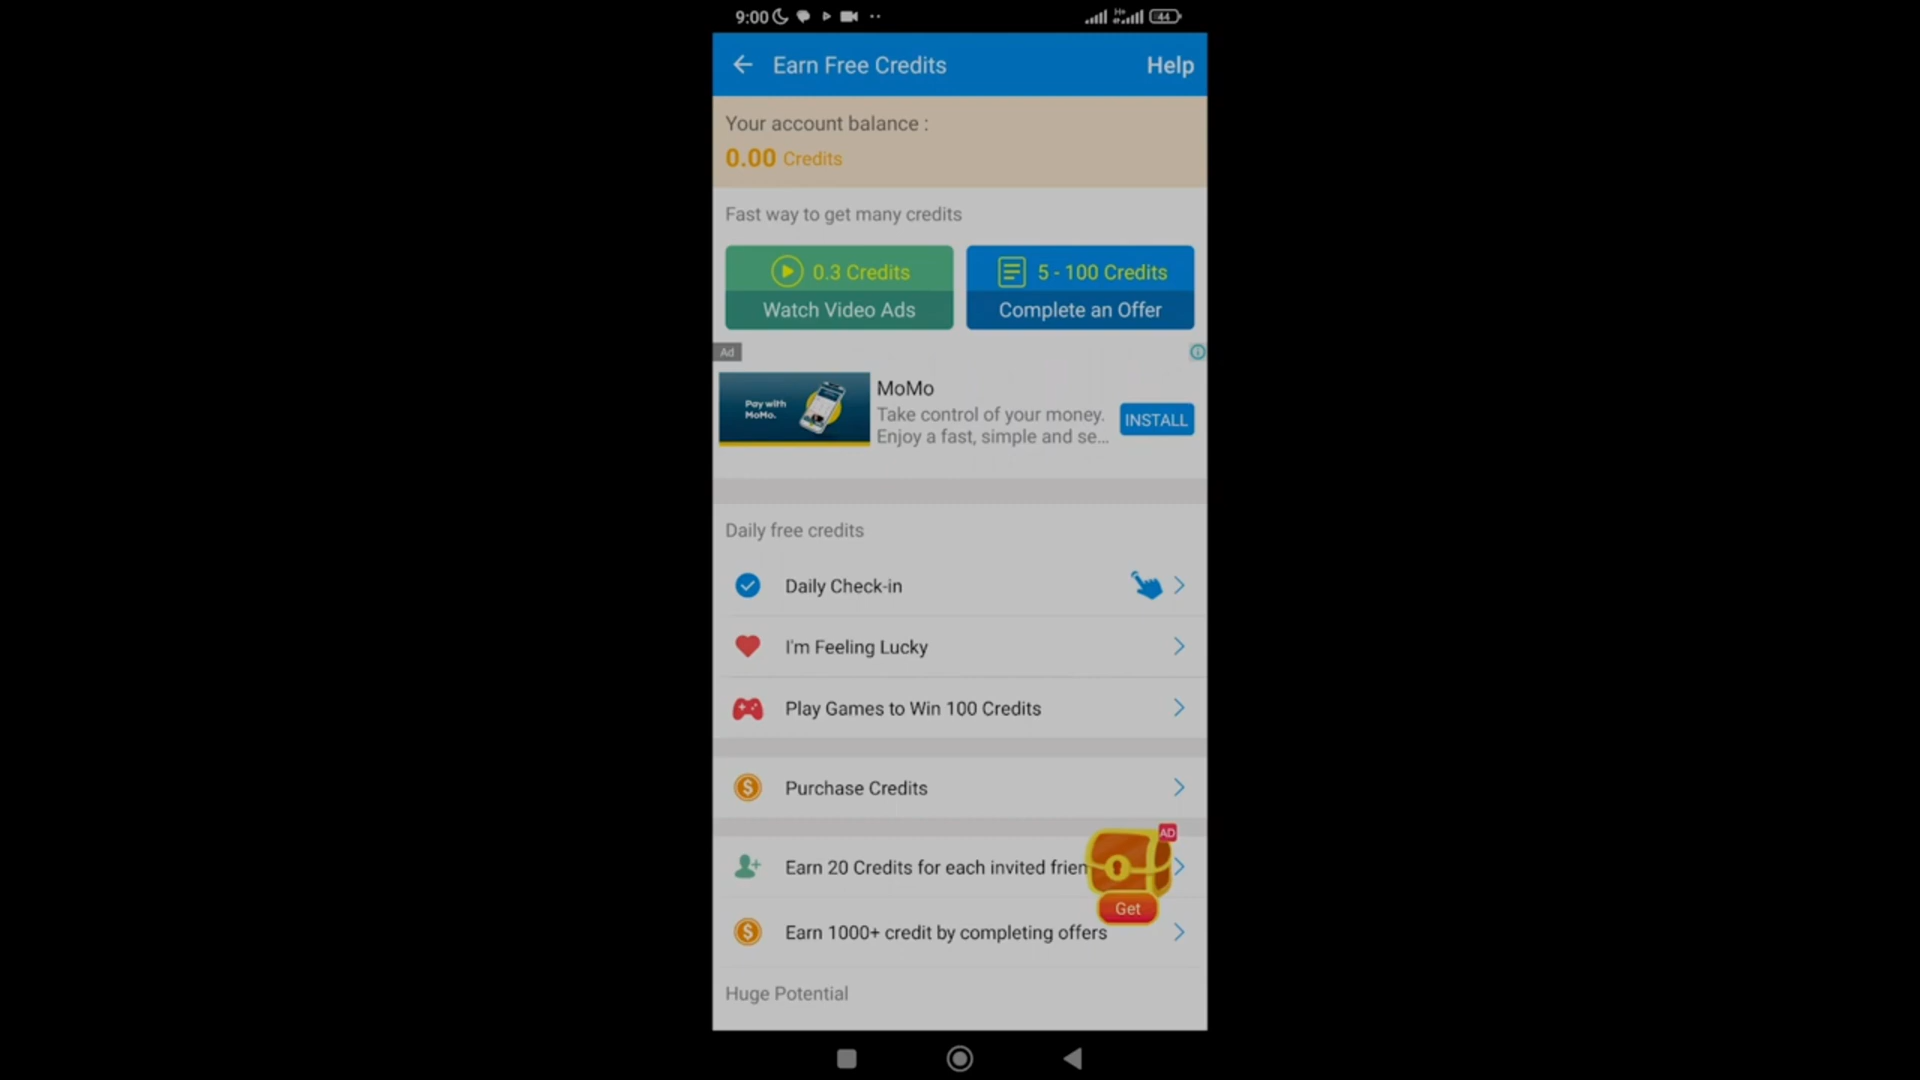 9:00
44
Earn Free Credits
Help
Your account balance :
0.00 Credits
Fast way to get many credits
0.3 Credits
Watch Video Ads
5 - 100 Credits
Complete an Offer
Ad
Pay with
MoMo.
MoMo
Take control of your money.
Enjoy a fast, simple and se...
INSTALL
Daily free credits
Daily Check-in
I'm Feeling Lucky
Play Games to Win 100 Credits
Purchase Credits
AD
Earn 20 Credits for each invited frien
Get
Earn 1000+ credit by completing offers
Huge Potential